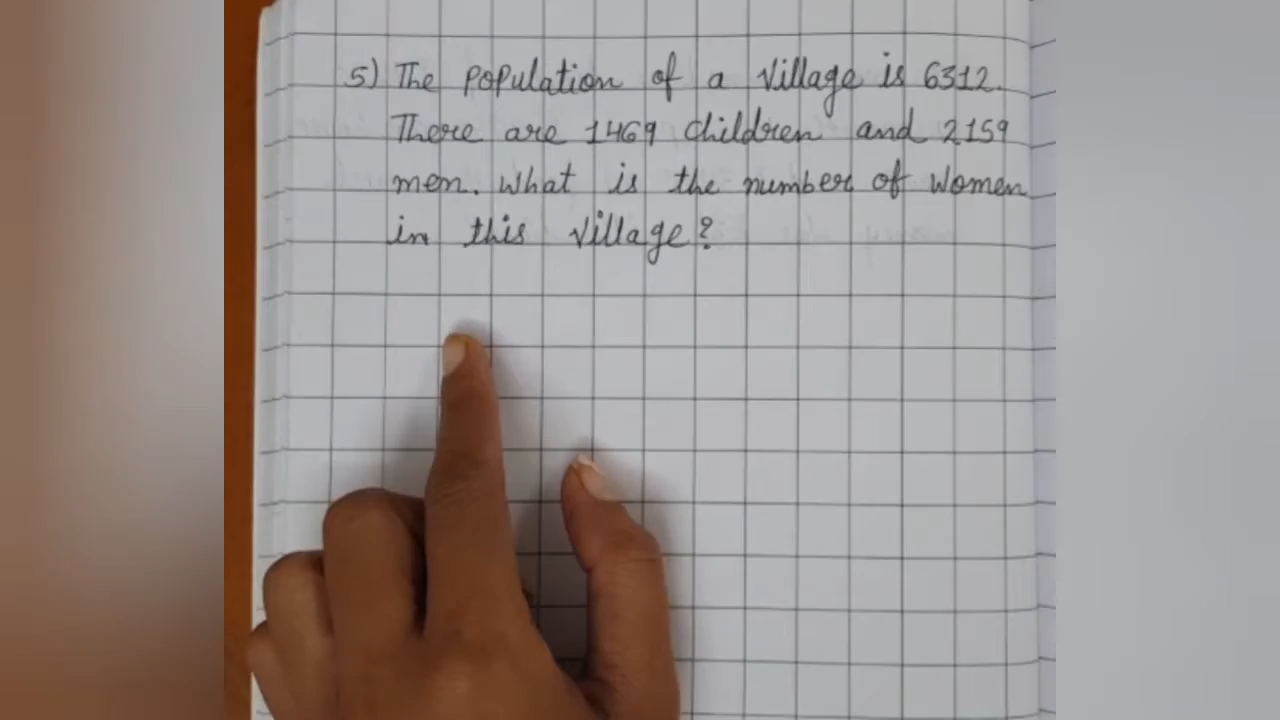 5) The population of a village is 6312.
There are 1469 children and 2159
men. What is the number of women
in this village?